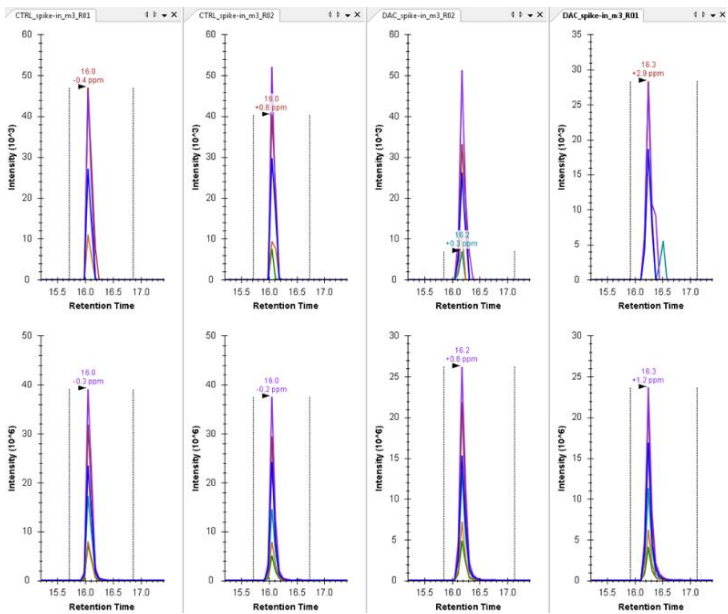 CTRL_spike-in_m3_R01
CTRL_spike-in_m3_R02
DAC_spike-in_m3_R02
DAC_spike-in_m3_R01
60
50
40
30
20
10
0
Intensity (10^3)
16.0
-0.4 ppm
15.5 16.0 16.5 17.0
Retention Time
60
50
40
30
20
10
0
Intensity (10^3)
16.0
+0.6 ppm
15.5 16.0 16.5 17.0
Retention Time
60
50
40
30
20
10
0
Intensity (10^3)
16.2
+0.3 ppm
15.5 16.0 16.5 17.0
Retention Time
35
30
25
20
15
10
5
0
Intensity (10^3)
16.3
+2.9 ppm
15.5 16.0 16.5 17.0
Retention Time
50
40
30
20
10
0
Intensity (10^6)
16.0
-0.3 ppm
15.5 16.0 16.5 17.0
Retention Time
50
40
30
20
10
0
Intensity (10^6)
16.0
-0.2 ppm
15.5 16.0 16.5 17.0
Retention Time
30
25
20
15
10
5
0
Intensity (10^6)
16.2
+0.8 ppm
15.5 16.0 16.5 17.0
Retention Time
30
25
20
15
10
5
0
Intensity (10^6)
16.3
+1.2 ppm
15.5 16.0 16.5 17.0
Retention Time